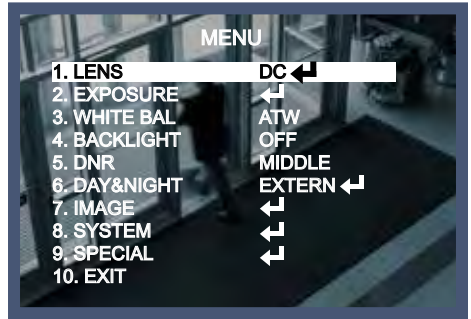 MENU
1. LENS DC ↵
2. EXPOSURE ↵
3. WHITE BAL ATW
4. BACKLIGHT OFF
5. DNR MIDDLE
6. DAY&NIGHT EXTERN ↵
7. IMAGE ↵
8. SYSTEM ↵
9. SPECIAL ↵
10. EXIT